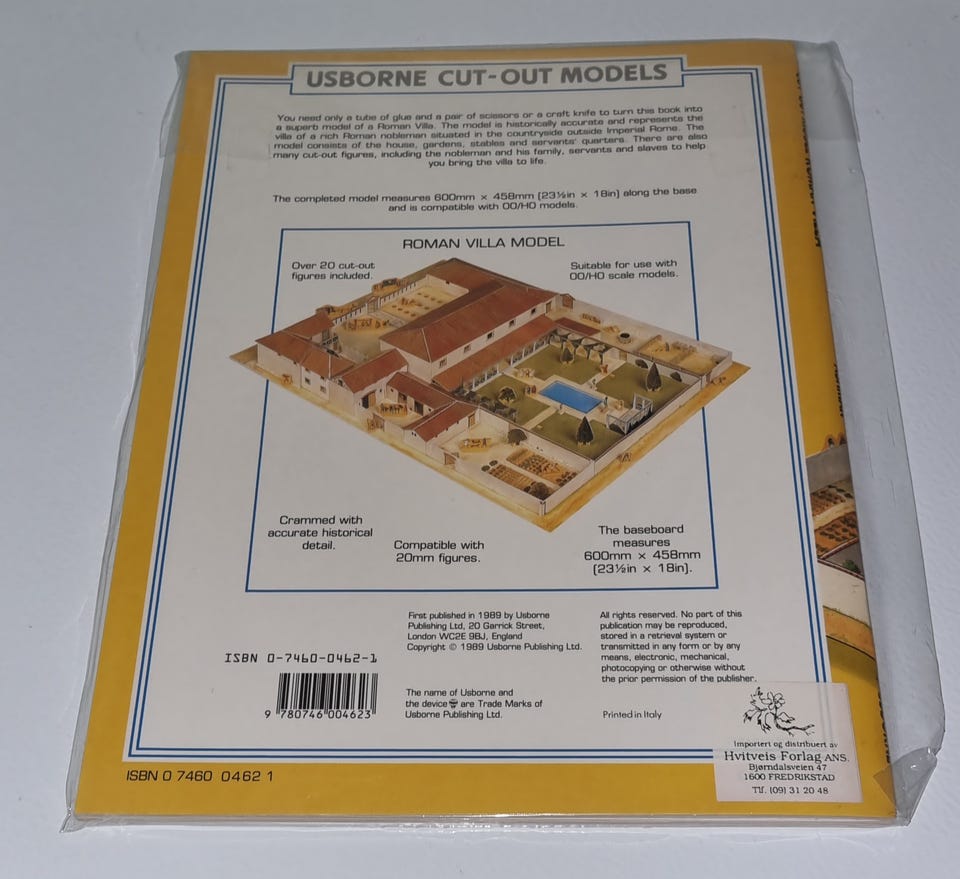 USBORNE CUT-OUT MODELS
You need only a tube of glue and a pair of scissors or a craft knife to turn this book into
a superb model of a Roman Villa. The model is historically accurate and represents the
villa of a rich Roman nobleman situated in the countryside outside Imperial Rome. The
model consists of the house, gardens, stables and servants' quarters. There are also
many cut-out figures, including the nobleman and his family, servants and slaves to help
you bring the villa to life.
The completed model measures 600mm × 458mm (23½in × 18in) along the base
and is compatible with 00/H0 models.
ROMAN VILLA MODEL
Over 20 cut-out
figures included.
Suitable for use with
00/H0 scale models.
Crammed with
accurate historical
detail.
Compatible with
20mm figures.
The baseboard
measures
600mm × 458mm
(23½in × 18in).
First published in 1989 by Usborne
Publishing Ltd, 20 Garrick Street,
London WC2E 9BJ, England
Copyright © 1989 Usborne Publishing Ltd.
The name of Usborne and
the device are Trade Marks of
Usborne Publishing Ltd.
All rights reserved. No part of this
publication may be reproduced,
stored in a retrieval system or
transmitted in any form or by any
means, electronic, mechanical,
photocopying or otherwise without
the prior permission of the publisher.
Printed in Italy
ISBN 0-7460-0462-1
9 780746 004623
ISBN 0 7460 0462 1
Importert og distribuert av
Hvitveis Forlag ANS.
Bjørndalsveien 47
1600 FREDRIKSTAD
Tlf. (09) 31 20 48